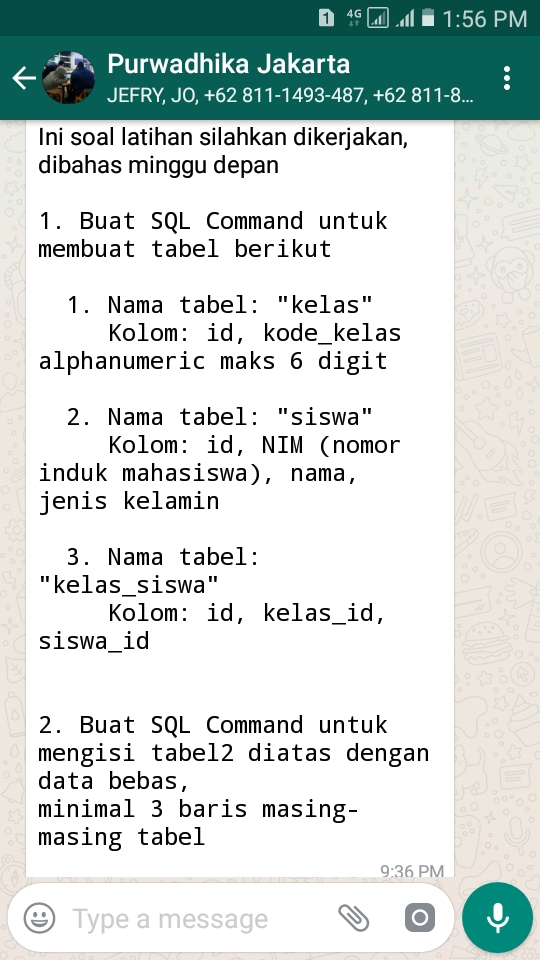 1 4G 1:56 PM
Purwadhika Jakarta
JEFRY, JO, +62 811-1493-487, +62 811-8...
Ini soal latihan silahkan dikerjakan,
dibahas minggu depan
1. Buat SQL Command untuk
membuat tabel berikut
1. Nama tabel: "kelas"
Kolom: id, kode_kelas
alphanumeric maks 6 digit
2. Nama tabel: "siswa"
Kolom: id, NIM (nomor
induk mahasiswa), nama,
jenis kelamin
3. Nama tabel:
"kelas_siswa"
Kolom: id, kelas_id,
siswa_id
2. Buat SQL Command untuk
mengisi tabel2 diatas dengan
data bebas,
minimal 3 baris masing-
masing tabel
9:36 PM
Type a message